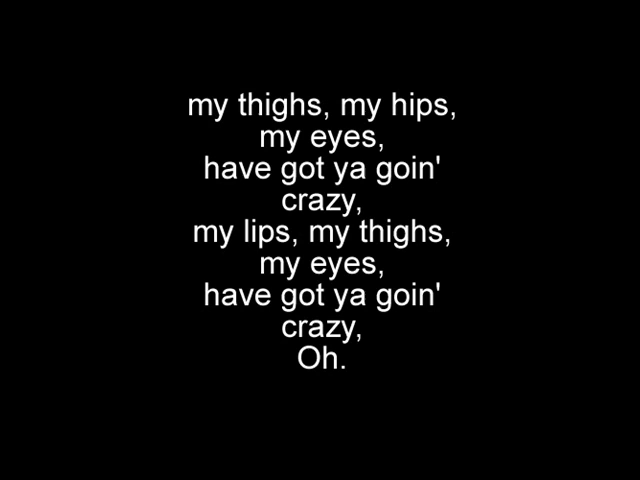 my thighs, my hips,
my eyes,
have got ya goin'
crazy,
my lips, my thighs,
my eyes,
have got ya goin'
crazy,
Oh.